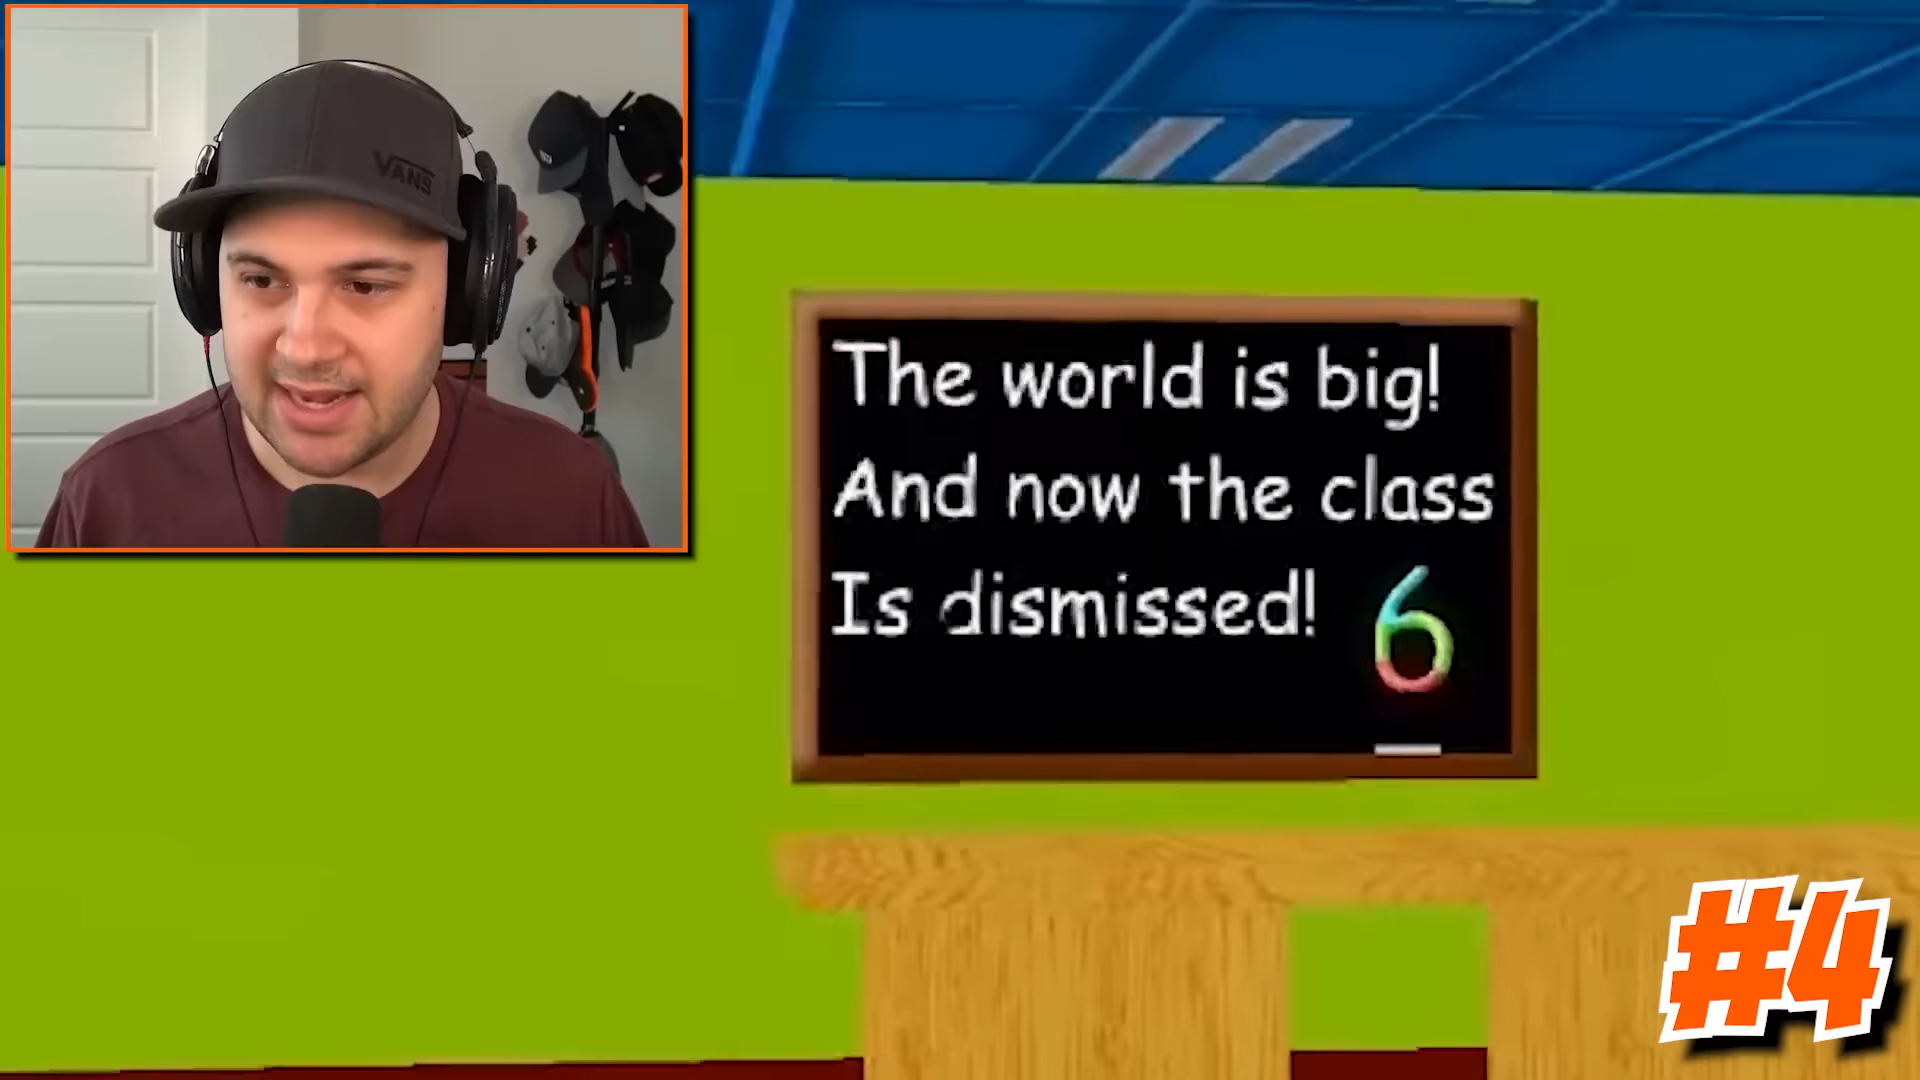 VANS
The world is big!
And now the class
Is dismissed!
6
#4